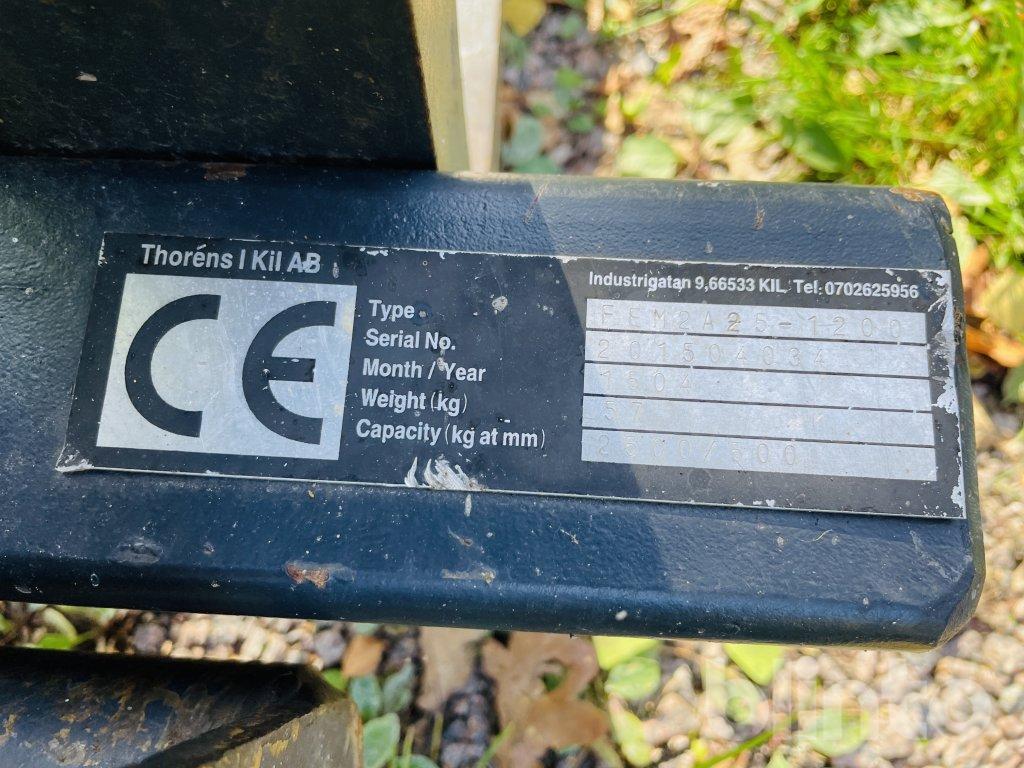 Thoréns I Kil AB
Industrigatan 9,66533 KIL, Tel: 0702625956
CE
Type FEM2A25-1200
Serial No. 201504034
Month / Year 1504
Weight (kg) 57
Capacity (kg at mm) 2500/500
blinto